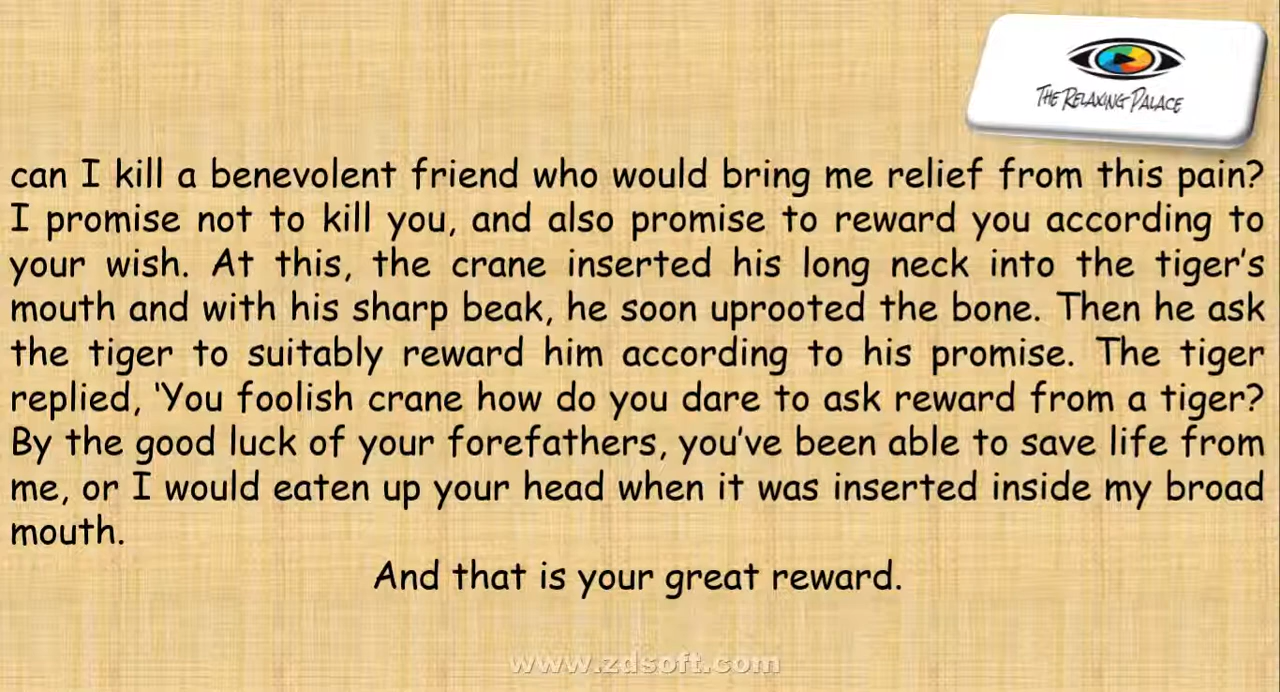 THE RELAXING PALACE
can I kill a benevolent friend who would bring me relief from this pain?
I promise not to kill you, and also promise to reward you according to
your wish. At this, the crane inserted his long neck into the tiger's
mouth and with his sharp beak, he soon uprooted the bone. Then he ask
the tiger to suitably reward him according to his promise. The tiger
replied, 'You foolish crane how do you dare to ask reward from a tiger?
By the good luck of your forefathers, you've been able to save life from
me, or I would eaten up your head when it was inserted inside my broad
mouth.
And that is your great reward.
www.zdsoft.com